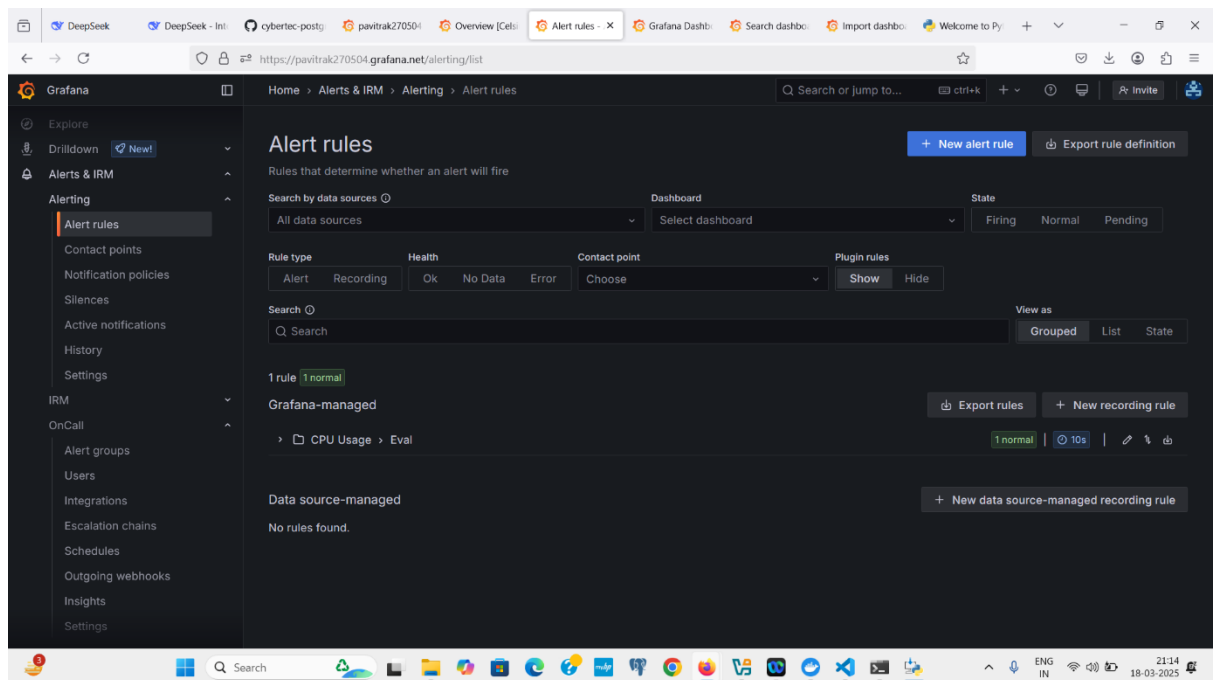 DeepSeek
DeepSeek - Int
cybertec-postg
pavitrak270504
Overview [Celsi
Alert rules -
Grafana Dashb
Search dashbo
Import dashbo
Welcome to Py
https://pavitrak270504.grafana.net/alerting/list
Grafana
Home › Alerts & IRM › Alerting › Alert rules
Search or jump to...
ctrl+k
Invite
Explore
Drilldown
New!
Alerts & IRM
Alerting
Alert rules
Contact points
Notification policies
Silences
Active notifications
History
Settings
IRM
OnCall
Alert groups
Users
Integrations
Escalation chains
Schedules
Outgoing webhooks
Insights
Settings
Alert rules
+ New alert rule
Export rule definition
Rules that determine whether an alert will fire
Search by data sources
Dashboard
State
All data sources
Select dashboard
Firing Normal Pending
Rule type
Health
Contact point
Plugin rules
Alert Recording
Ok No Data Error
Choose
Show Hide
Search
View as
Search
Grouped List State
1 rule 1 normal
Grafana-managed
Export rules
+ New recording rule
CPU Usage › Eval
1 normal | 10s |
Data source-managed
+ New data source-managed recording rule
No rules found.
3
Search
ENG
IN
21:14
18-03-2025